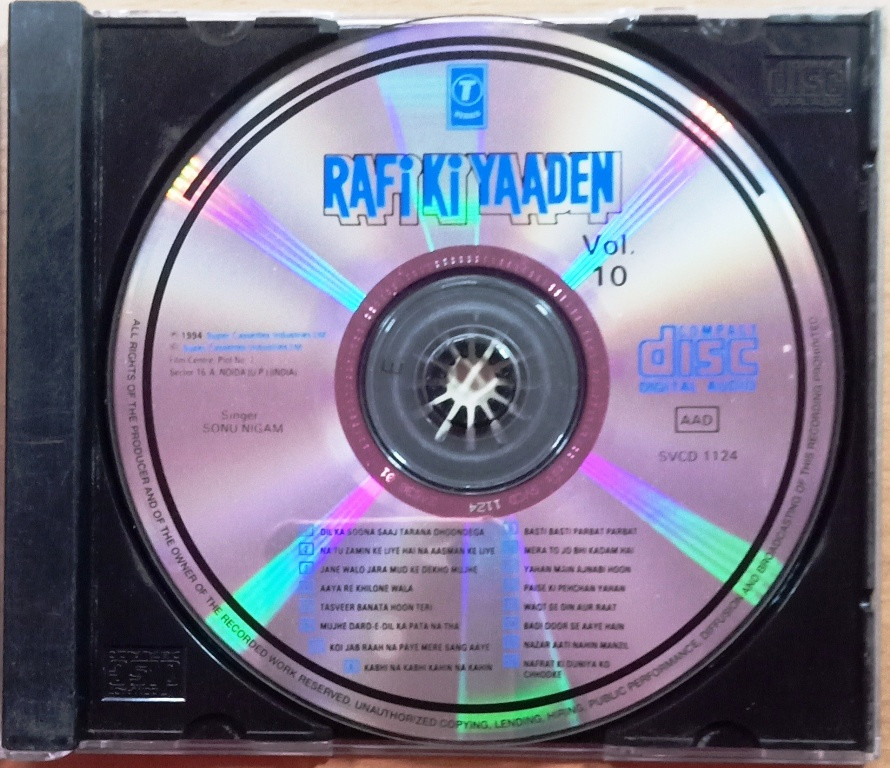 T
SERIES
RAFi Ki YAADEN
Vol.
10
℗ 1994 Super Cassettes Industries Ltd.
© Super Cassettes Industries Ltd.
Film Centre, Plot No.
Sector 16 A, NOIDA (U.P.) (INDIA)
Singer
SONU NIGAM
COMPACT
disc
DIGITAL AUDIO
AAD
SVCD 1124
SVCD 1124
DIL KA SOONA SAAJ TARANA DHOONDEGA
NA TU ZAMIN KE LIYE HAI NA AASMAN KE LIYE
JANE WALO JARA MUD KE DEKHO MUJHE
AAYA RE KHILONE WALA
TASVEER BANATA HOON TERI
MUJHE DARD-E-DIL KA PATA NA THA
KOI JAB RAAH NA PAYE MERE SANG AAYE
KABHI NA KABHI KAHIN NA KAHIN
BASTI BASTI PARBAT PARBAT
MERA TO JO BHI KADAM HAI
YAHAN MAIN AJNABI HOON
PAISE KI PEHCHAN YAHAN
WAQT SE DIN AUR RAAT
BADI DOOR SE AAYE HAIN
NAZAR AATI NAHIN MANZIL
NAFRAT KI DUNIYA KO
CHHODKE
ALL RIGHTS OF THE PRODUCER AND OF THE OWNER OF THE RECORDED WORK RESERVED. UNAUTHORIZED COPYING, LENDING, HIRING, PUBLIC PERFORMANCE, DIFFUSION AND BROADCASTING OF THIS RECORDING PROHIBITED
disc